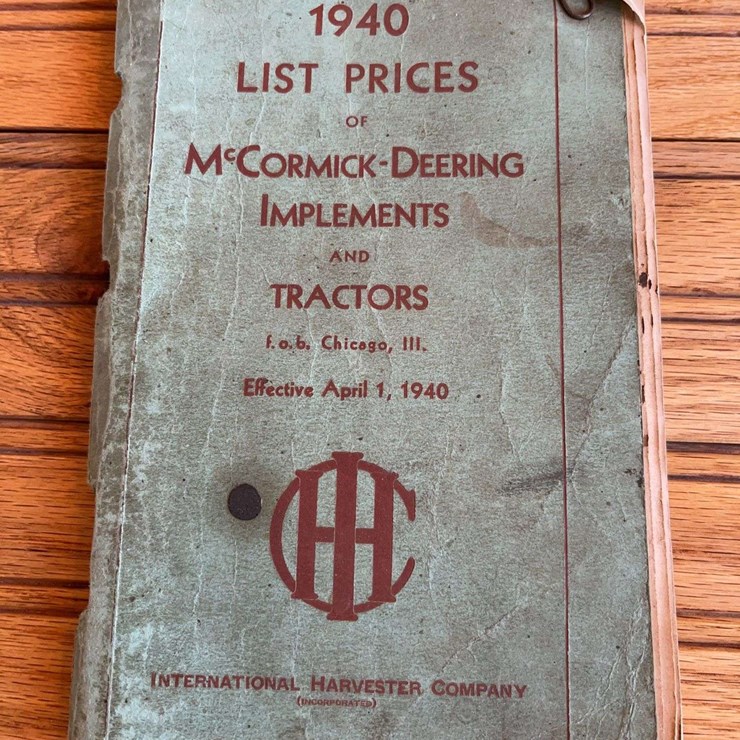 1940
LIST PRICES
OF
McCORMICK-DEERING
IMPLEMENTS
AND
TRACTORS
f. o. b. Chicago, Ill.
Effective April 1, 1940
IHC
INTERNATIONAL HARVESTER COMPANY
(INCORPORATED)